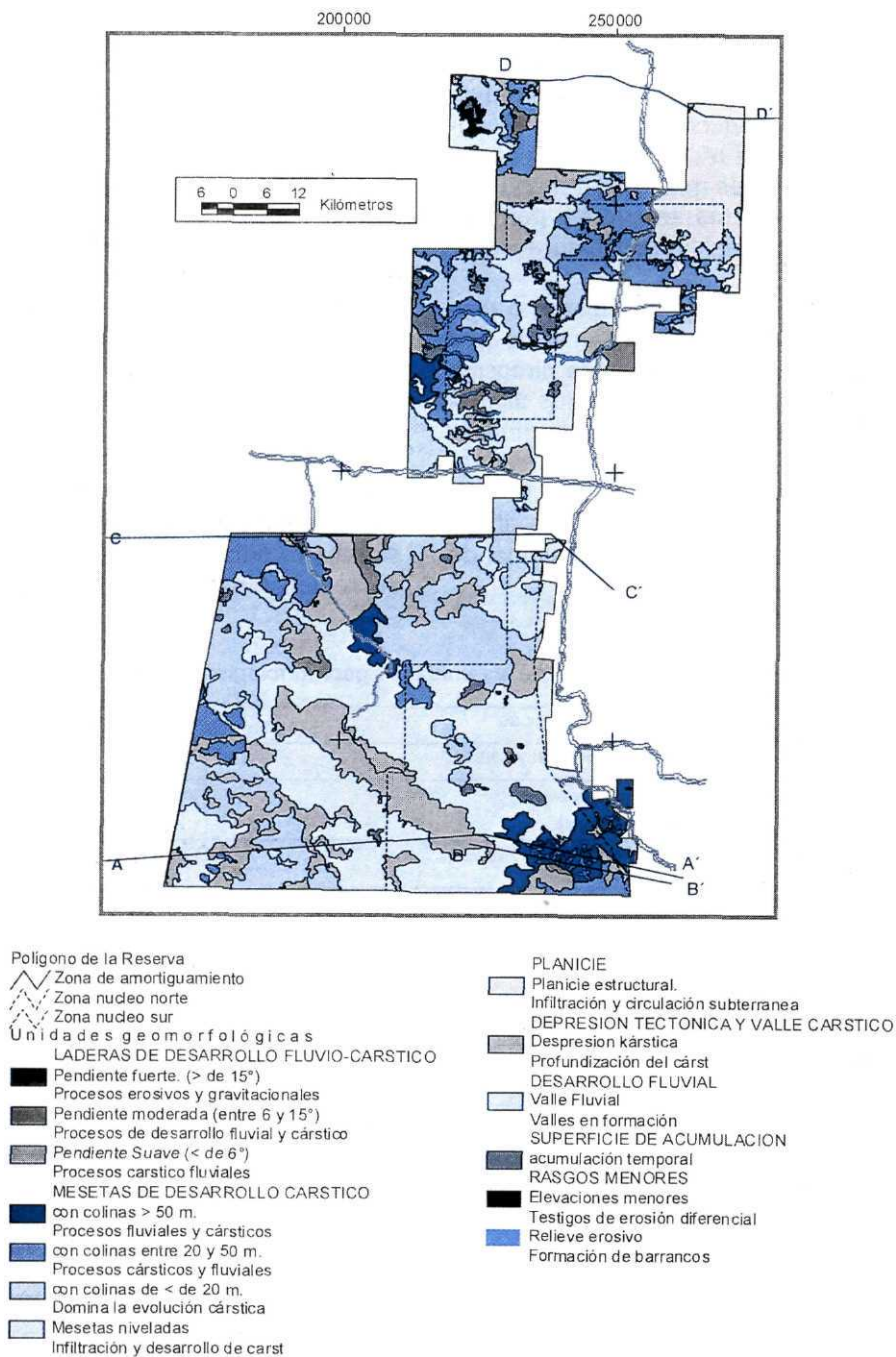 200000
250000
D
D´
6 0 6 12
Kilómetros
C
C´
A
B
A´
B´
Polígono de la Reserva
Zona de amortiguamiento
Zona nucleo norte
Zona nucleo sur
Unidades geomorfológicas
LADERAS DE DESARROLLO FLUVIO-CARSTICO
Pendiente fuerte. (> de 15°)
Procesos erosivos y gravitacionales
Pendiente moderada (entre 6 y 15°)
Procesos de desarrollo fluvial y cárstico
Pendiente Suave (< de 6°)
Procesos carstico fluviales
MESETAS DE DESARROLLO CARSTICO
con colinas > 50 m.
Procesos fluviales y cársticos
con colinas entre 20 y 50 m.
Procesos cársticos y fluviales
con colinas de < de 20 m.
Domina la evolución cárstica
Mesetas niveladas
Infiltración y desarrollo de carst
PLANICIE
Planicie estructural.
Infiltración y circulación subterranea
DEPRESION TECTONICA Y VALLE CARSTICO
Despresion kárstica
Profundización del cárst
DESARROLLO FLUVIAL
Valle Fluvial
Valles en formación
SUPERFICIE DE ACUMULACION
acumulación temporal
RASGOS MENORES
Elevaciones menores
Testigos de erosión diferencial
Relieve erosivo
Formación de barrancos